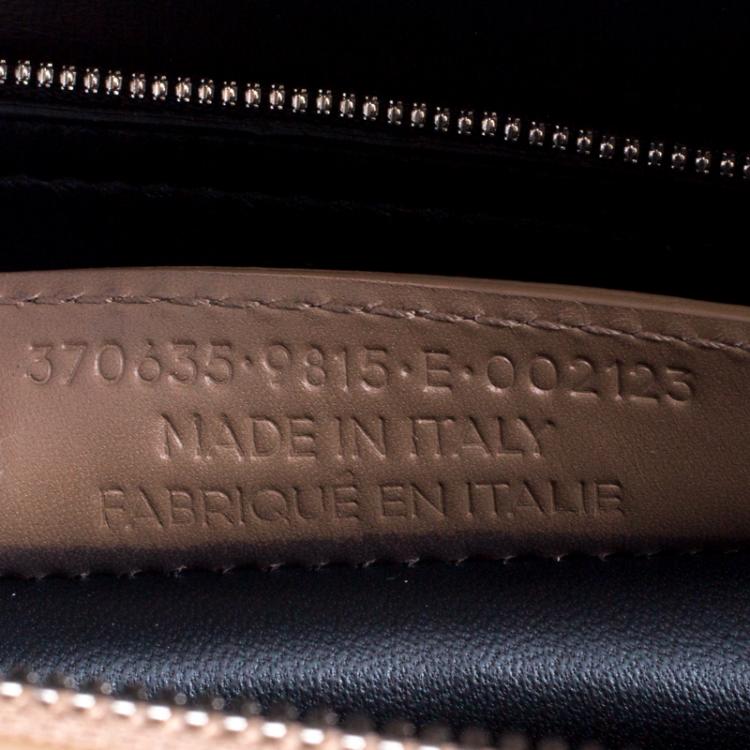 370635·9815·E·002123
MADE IN ITALY
FABRIQUÉ EN ITALIE